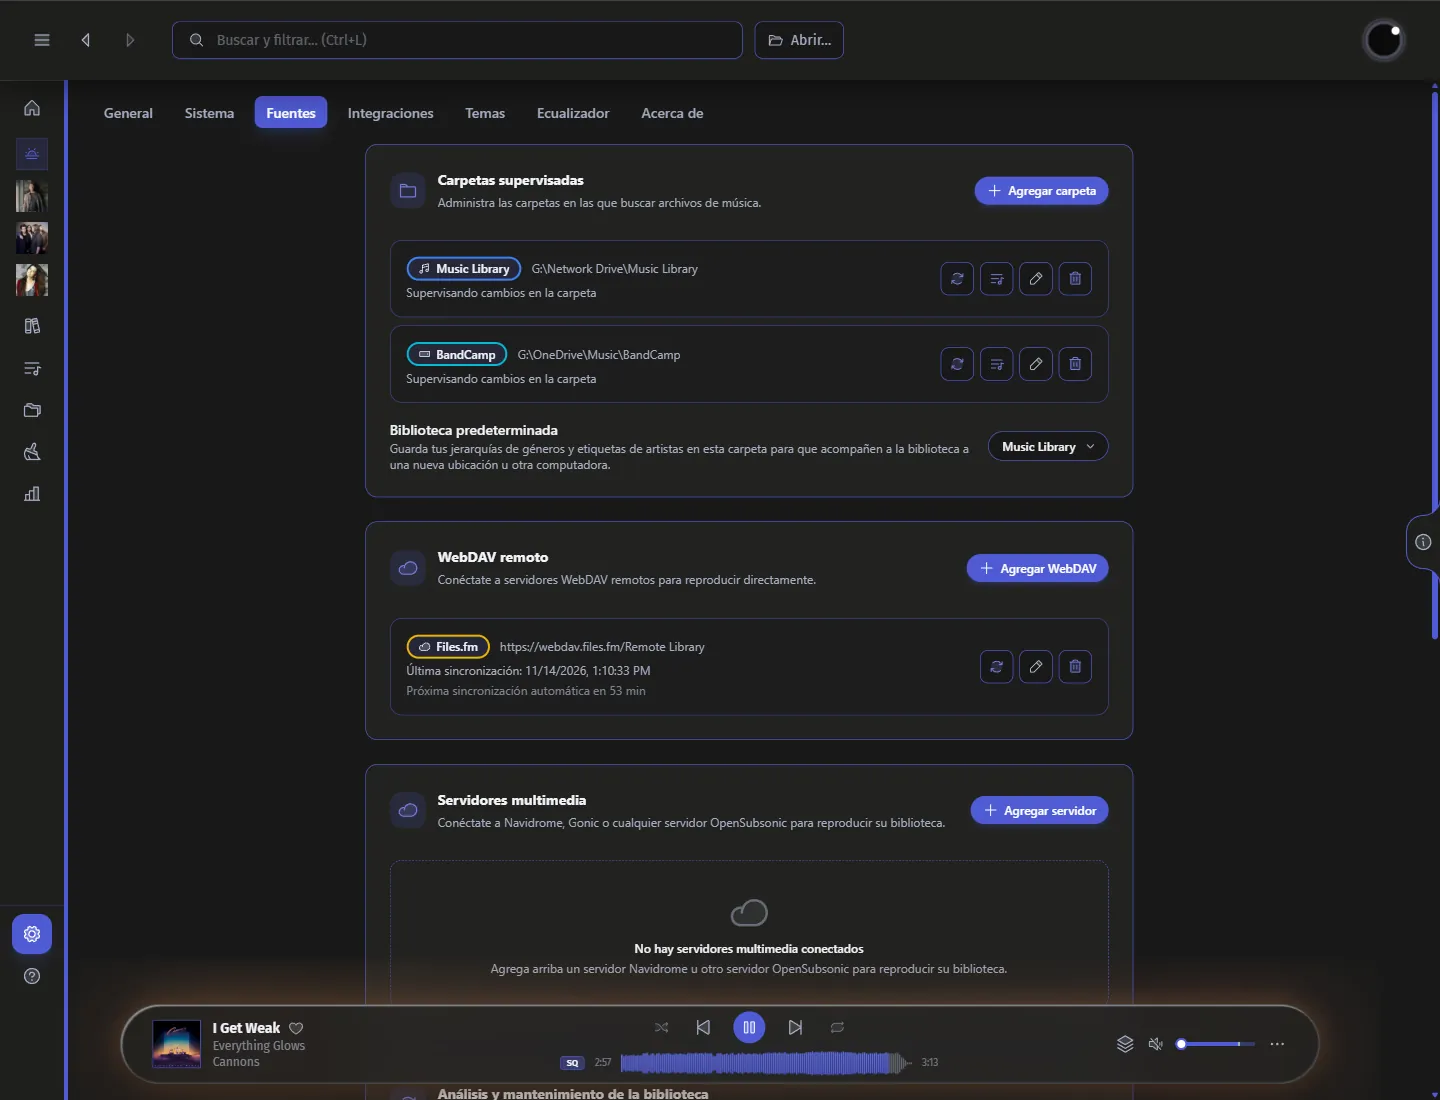 Buscar y filtrar... (Ctrl+L)
Abrir...
General
Sistema
Fuentes
Integraciones
Temas
Ecualizador
Acerca de
Carpetas supervisadas
Administra las carpetas en las que buscar archivos de música.
Agregar carpeta
Music Library
G:\Network Drive\Music Library
Supervisando cambios en la carpeta
BandCamp
G:\OneDrive\Music\BandCamp
Supervisando cambios en la carpeta
Biblioteca predeterminada
Guarda tus jerarquías de géneros y etiquetas de artistas en esta carpeta para que acompañen a la biblioteca a
una nueva ubicación u otra computadora.
Music Library
WebDAV remoto
Conéctate a servidores WebDAV remotos para reproducir directamente.
Agregar WebDAV
Files.fm
https://webdav.files.fm/Remote Library
Última sincronización: 11/14/2026, 1:10:33 PM
Próxima sincronización automática en 53 min
Servidores multimedia
Conéctate a Navidrome, Gonic o cualquier servidor OpenSubsonic para reproducir su biblioteca.
Agregar servidor
No hay servidores multimedia conectados
Agrega arriba un servidor Navidrome u otro servidor OpenSubsonic para reproducir su biblioteca.
I Get Weak
Everything Glows
Cannons
SQ
2:57
3:13
Análisis y mantenimiento de la biblioteca